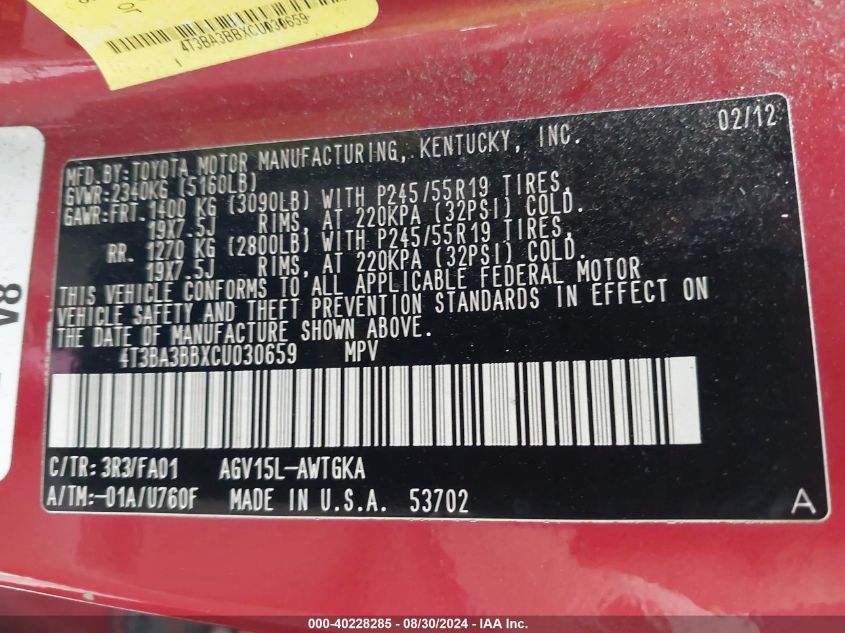 4T3BA3BBXCU030659
02/12
MFD.BY:TOYOTA MOTOR MANUFACTURING, KENTUCKY, INC.
GVWR:2340KG (5160LB)
GAWR:FRT.1400 KG (3090LB) WITH P245/55R19 TIRES,
19X7.5J RIMS, AT 220KPA (32PSI) COLD.
RR. 1270 KG (2800LB) WITH P245/55R19 TIRES,
19X7.5J RIMS, AT 220KPA (32PSI) COLD.
THIS VEHICLE CONFORMS TO ALL APPLICABLE FEDERAL MOTOR
VEHICLE SAFETY AND THEFT PREVENTION STANDARDS IN EFFECT ON
THE DATE OF MANUFACTURE SHOWN ABOVE.
4T3BA3BBXCU030659 MPV
C/TR: 3R3/FA01 AGV15L-AWTGKA
A/TM:-01A/U760F MADE IN U.S.A. 53702
A
000-40228285 - 08/30/2024 - IAA Inc.